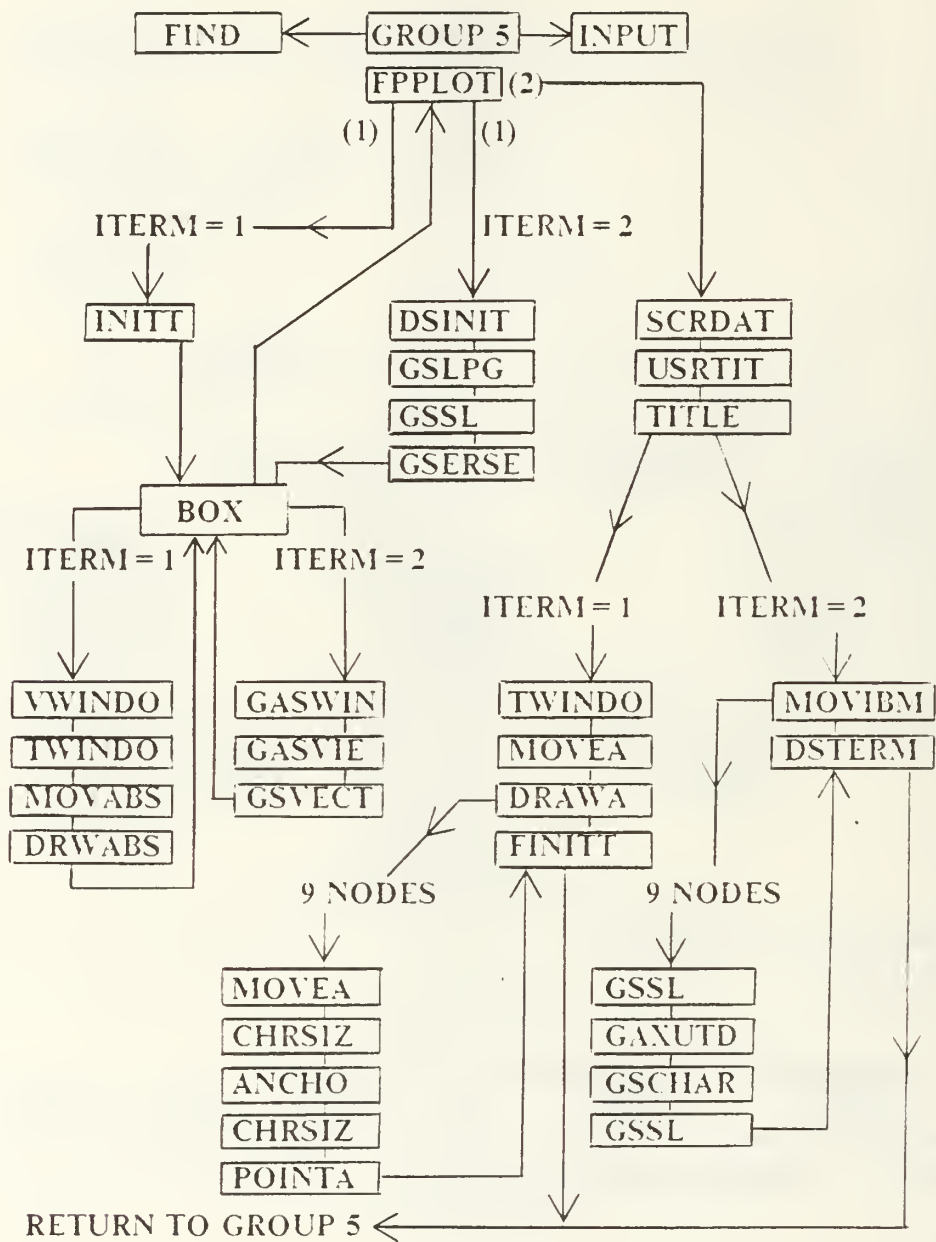 FIND GROUP 5 INPUT
FPPLOT (2)
(1) (1)
ITERM = 1 ITERM = 2
INITT DSINIT SCRDAT
GSLPG USRTIT
GSSL TITLE
GSERSE
BOX
ITERM = 1 ITERM = 2
ITERM = 1 ITERM = 2
VWINDO GASWIN TWINDO MOVIBM
TWINDO GASVIE MOVEA DSTERM
MOVABS GSVECT DRAWA
DRWABS FINITT
9 NODES 9 NODES
MOVEA GSSL
CHRSIZ GAXUTD
ANCHO GSCHAR
CHRSIZ GSSL
POINTA
RETURN TO GROUP 5